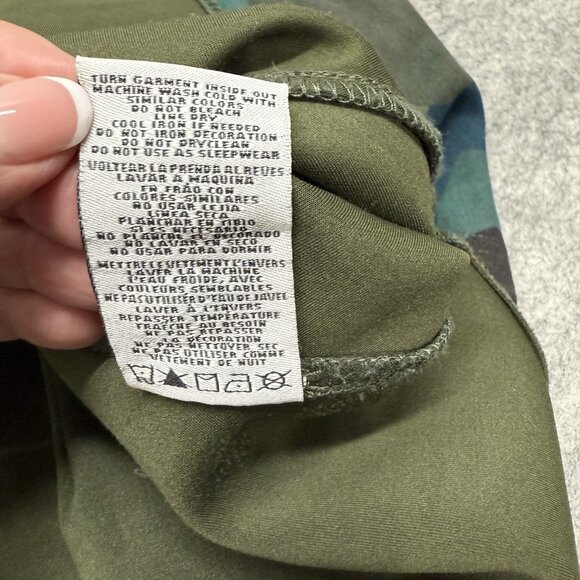 TURN GARMENT INSIDE OUT
MACHINE WASH COLD WITH
SIMILAR COLORS
DO NOT BLEACH
LINE DRY
COOL IRON IF NEEDED
DO NOT IRON DECORATION
DO NOT DRYCLEAN
DO NOT USE AS SLEEPWEAR
VOLTEAR LA PRENDA AL REVES
LAVAR A MAQUINA
EN FRÃO CON
COLORES SIMILARES
NO USAR LEJIA
LINEA SECA
PLANCHAR EN TIBIO
SI ES NECESARIO
NO PLANCHE EL DECORADO
NO LAVAR EN SECO
NO USAR PARA DORMIR
METTRE LE VETEMENT L'ENVERS
LAVER LA MACHINE
L'EAU FROIDE, AVEC
COULEURS SEMBLABLES
NE PAS UTILISER D'EAU DE JAVEL
LAVER À L'ENVERS
REPASSER TEMPÉRATURE
FRAÎCHE AU BESOIN
NE PAS REPASSER
LA DÉCORATION
NE PAS NETTOYER SEC
NE PAS UTILISER COMME
VETEMENT DE NUIT